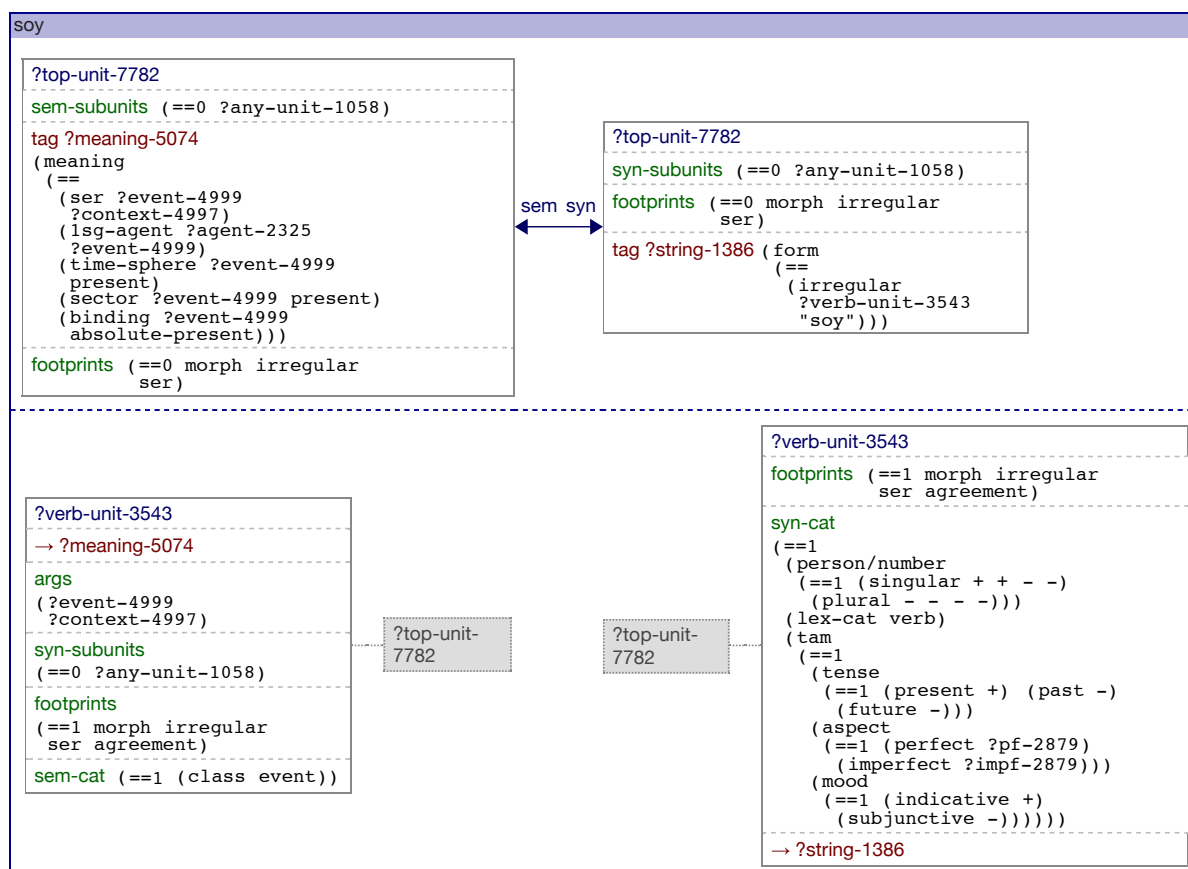 soy
?top-unit-7782
sem-subunits (==0 ?any-unit-1058)
tag ?meaning-5074
(meaning
(==
(ser ?event-4999
?context-4997)
(1sg-agent ?agent-2325
?event-4999)
(time-sphere ?event-4999
present)
(sector ?event-4999 present)
(binding ?event-4999
absolute-present)))
footprints (==0 morph irregular
ser)
sem syn
?top-unit-7782
syn-subunits (==0 ?any-unit-1058)
footprints (==0 morph irregular
ser)
tag ?string-1386 (form
(==
(irregular
?verb-unit-3543
"soy")))
?verb-unit-3543
→ ?meaning-5074
args
(?event-4999
?context-4997)
syn-subunits
(==0 ?any-unit-1058)
footprints
(==1 morph irregular
ser agreement)
sem-cat (==1 (class event))
?top-unit-
7782
?top-unit-
7782
?verb-unit-3543
footprints (==1 morph irregular
ser agreement)
syn-cat
(==1
(person/number
(==1 (singular + + - -)
(plural - - - -)))
(lex-cat verb)
(tam
(==1
(tense
(==1 (present +) (past -)
(future -)))
(aspect
(==1 (perfect ?pf-2879)
(imperfect ?impf-2879)))
(mood
(==1 (indicative +)
(subjunctive -))))))
→ ?string-1386